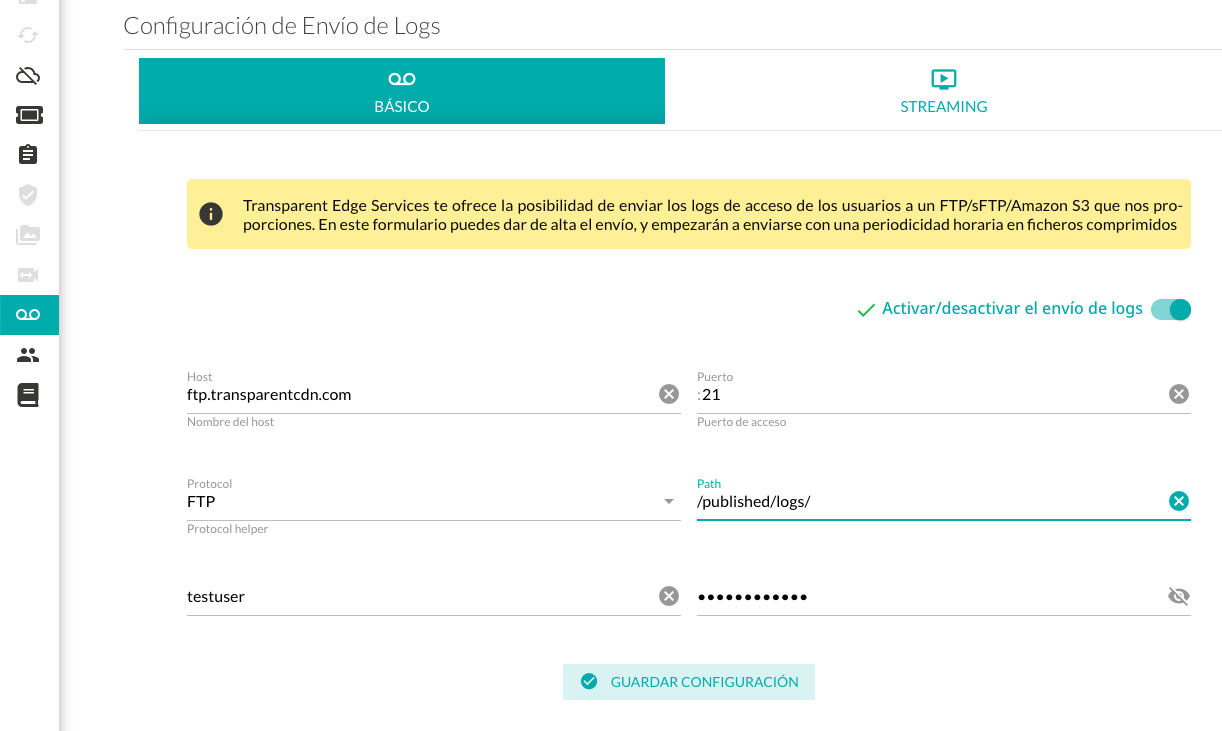 Configuración de Envío de Logs
BÁSICO
STREAMING
Transparent Edge Services te ofrece la posibilidad de enviar los logs de acceso de los usuarios a un FTP/sFTP/Amazon S3 que nos pro-
porciones. En este formulario puedes dar de alta el envío, y empezarán a enviarse con una periodicidad horaria en ficheros comprimidos
Activar/desactivar el envío de logs
Host
ftp.transparentcdn.com
Nombre del host
Puerto
:21
Puerto de acceso
Protocol
FTP
Protocol helper
Path
/published/logs/
testuser
••••••••••••
GUARDAR CONFIGURACIÓN